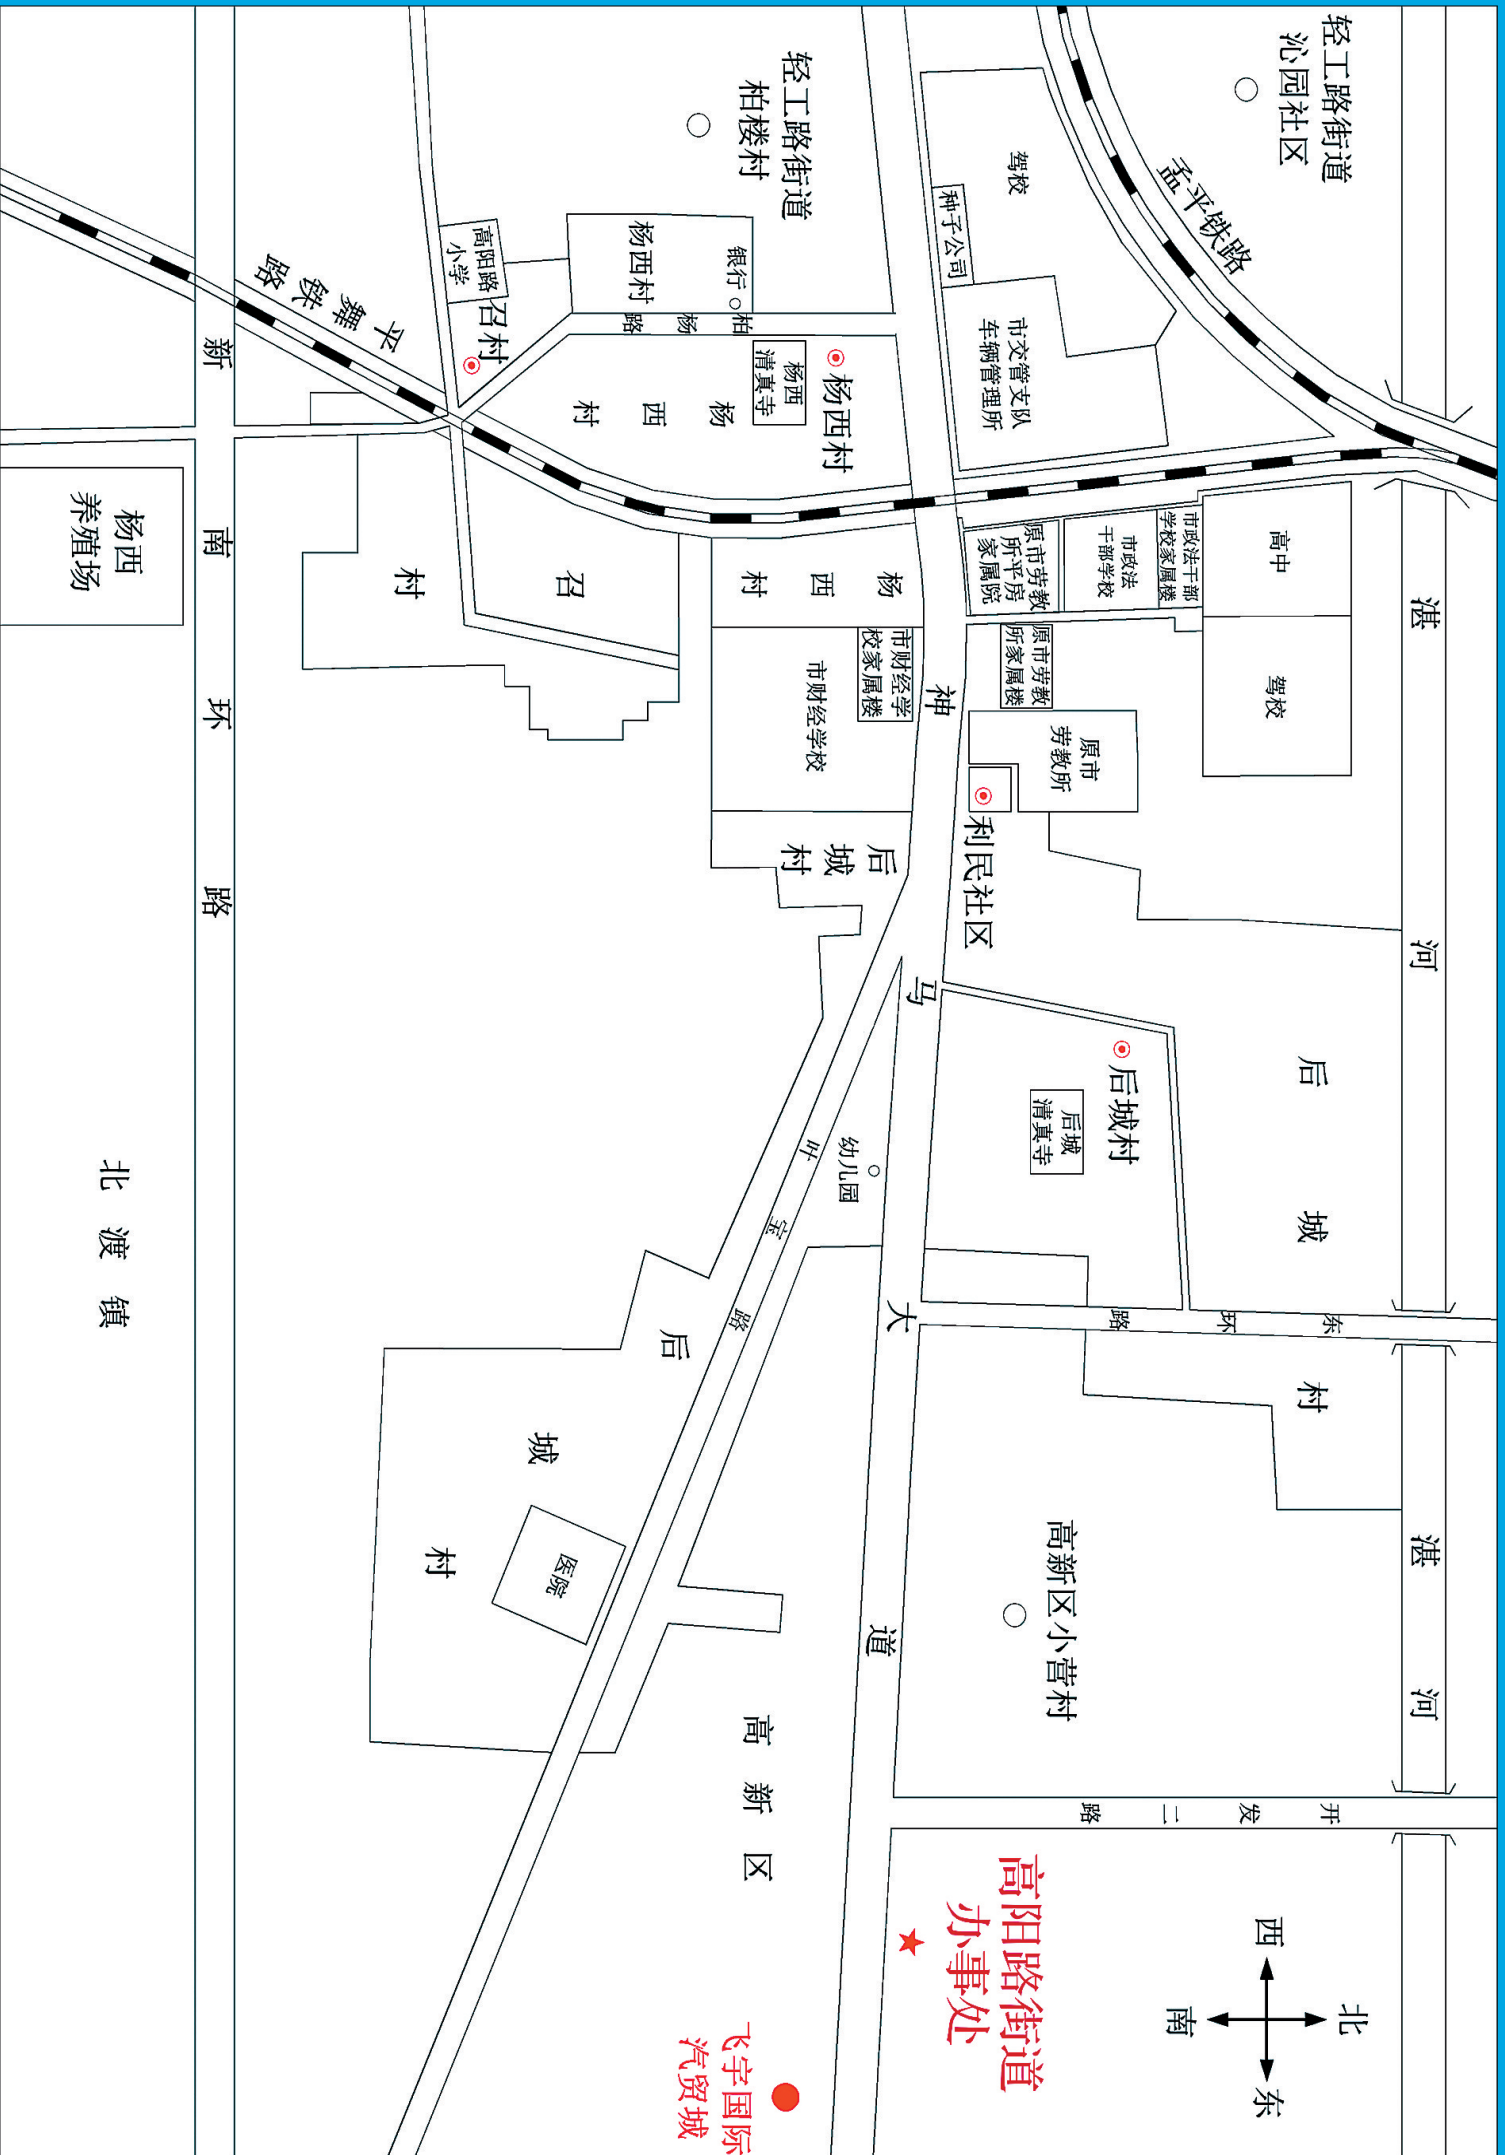 轻工路街道
沁园社区
孟平铁路
湛
河
湛
河
驾校
种子公司
市交管支队
车辆管理所
轻工路街道
柏楼村
银行
杨西村
柏
杨
路
杨西
清真寺
杨西村
杨
西
村
高阳路
小学
召村
平
舞
铁
路
新
南
环
路
杨西
养殖场
召
村
高中
市政法干部
学校家属楼
市政法
干部学校
原市劳教
所平房
家属院
驾校
原市劳教
所家属楼
原市
劳教所
利民社区
杨
西
村
市财经学
校家属楼
市财经学校
后
城
村
神
马
大
道
后城村
后城
清真寺
后
城
村
东
环
路
幼儿园
叶
宝
路
后
城
村
医院
北
渡
镇
高新区小营村
高
新
区
开
发
二
路
高阳路街道
办事处
飞宇国际
汽贸城
北
西
东
南